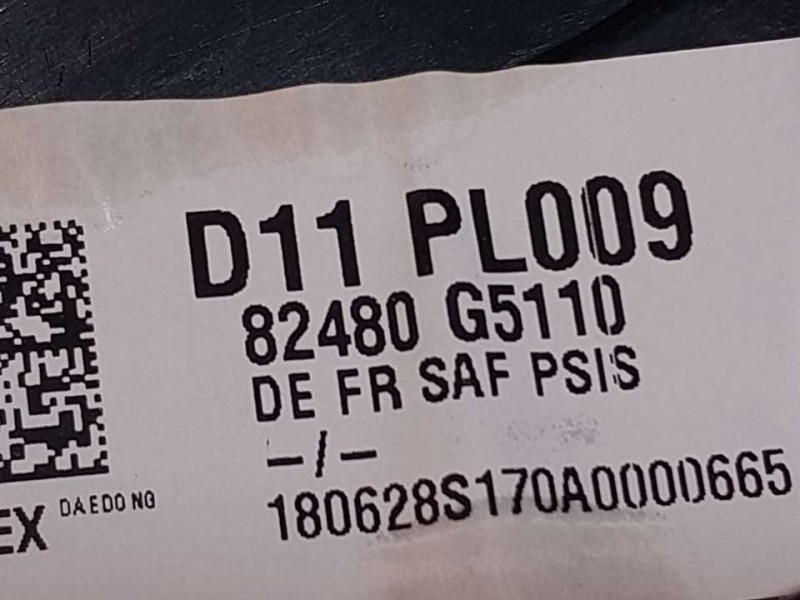 D11 PL009
82480 G5110
DE FR SAF PSIS
-/-
180628S170A0000665
EX DAEDONG